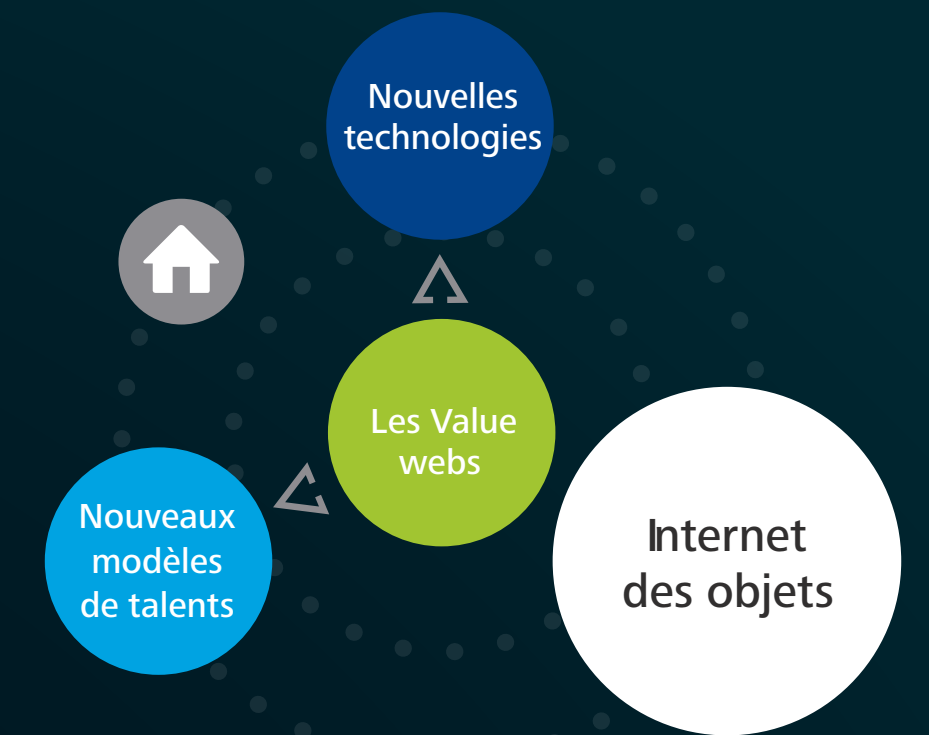 Nouvelles
technologies
Les Value
webs
Nouveaux
modèles
de talents
Internet
des objets